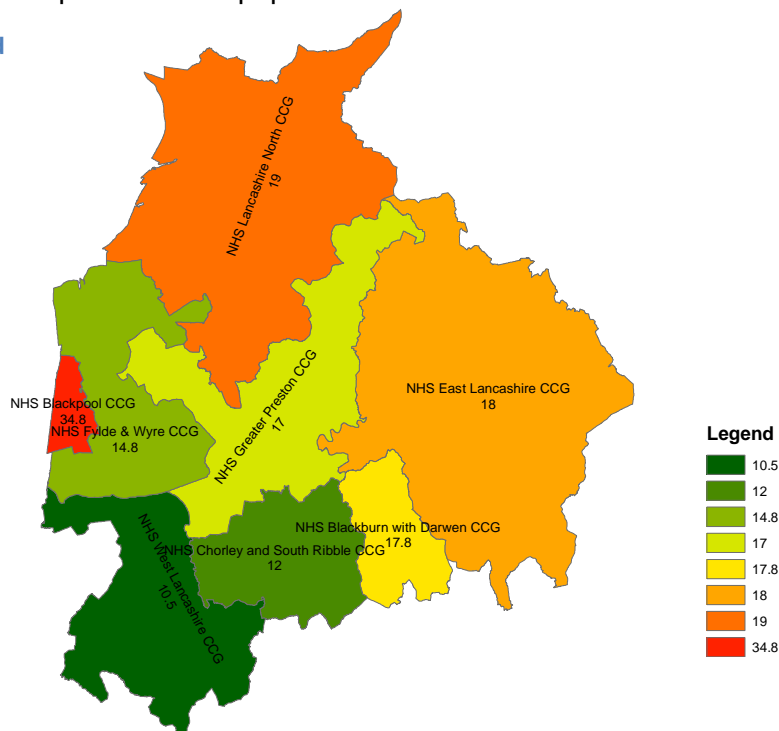 NHS Lancashire North CCG
19
NHS East Lancashire CCG
18
NHS Greater Preston CCG
17
NHS Blackpool CCG
34.8
NHS Fylde & Wyre CCG
14.8
NHS Blackburn with Darwen CCG
17.8
NHS Chorley and South Ribble CCG
12
NHS West Lancashire CCG
10.5
Legend
10.5
12
14.8
17
17.8
18
19
34.8